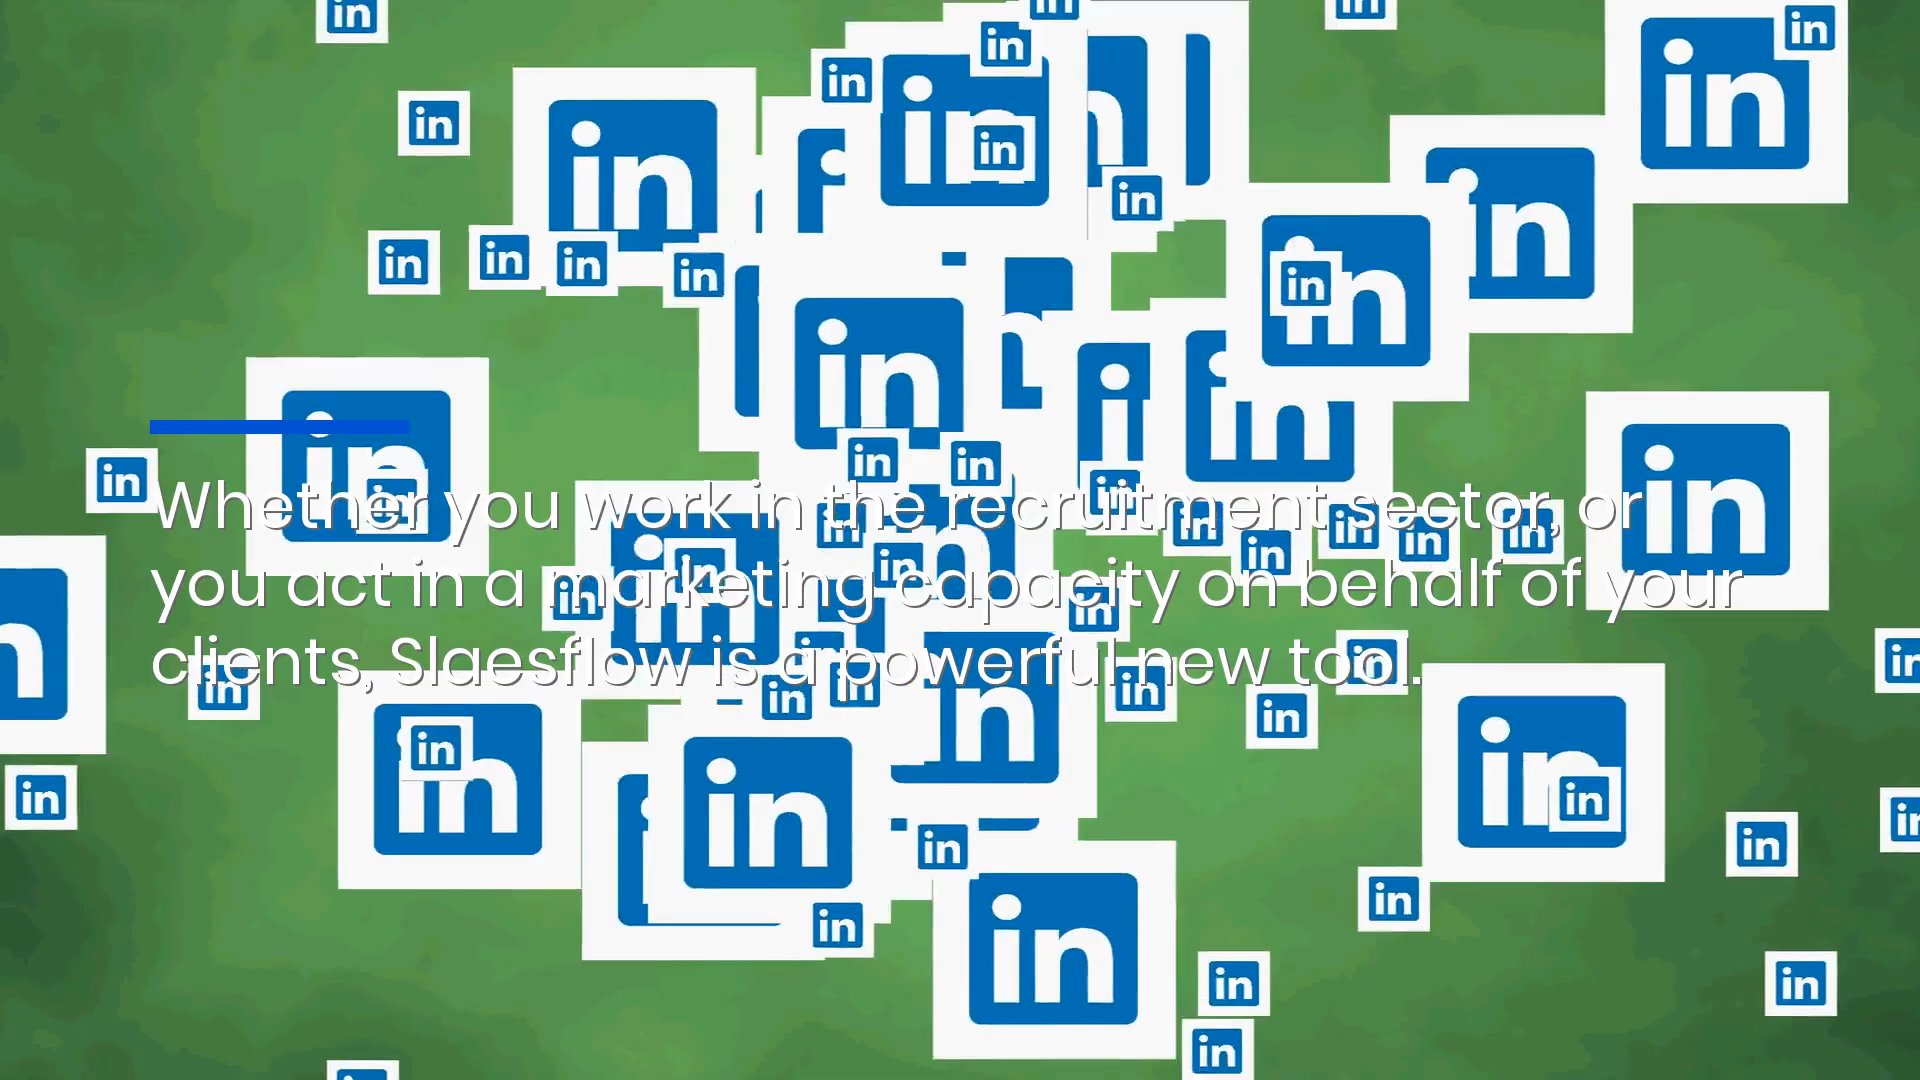 Whether you work in the recruitment sector, or
you act in a marketing capacity on behalf of your
clients, Slaesflow is a powerful new tool.